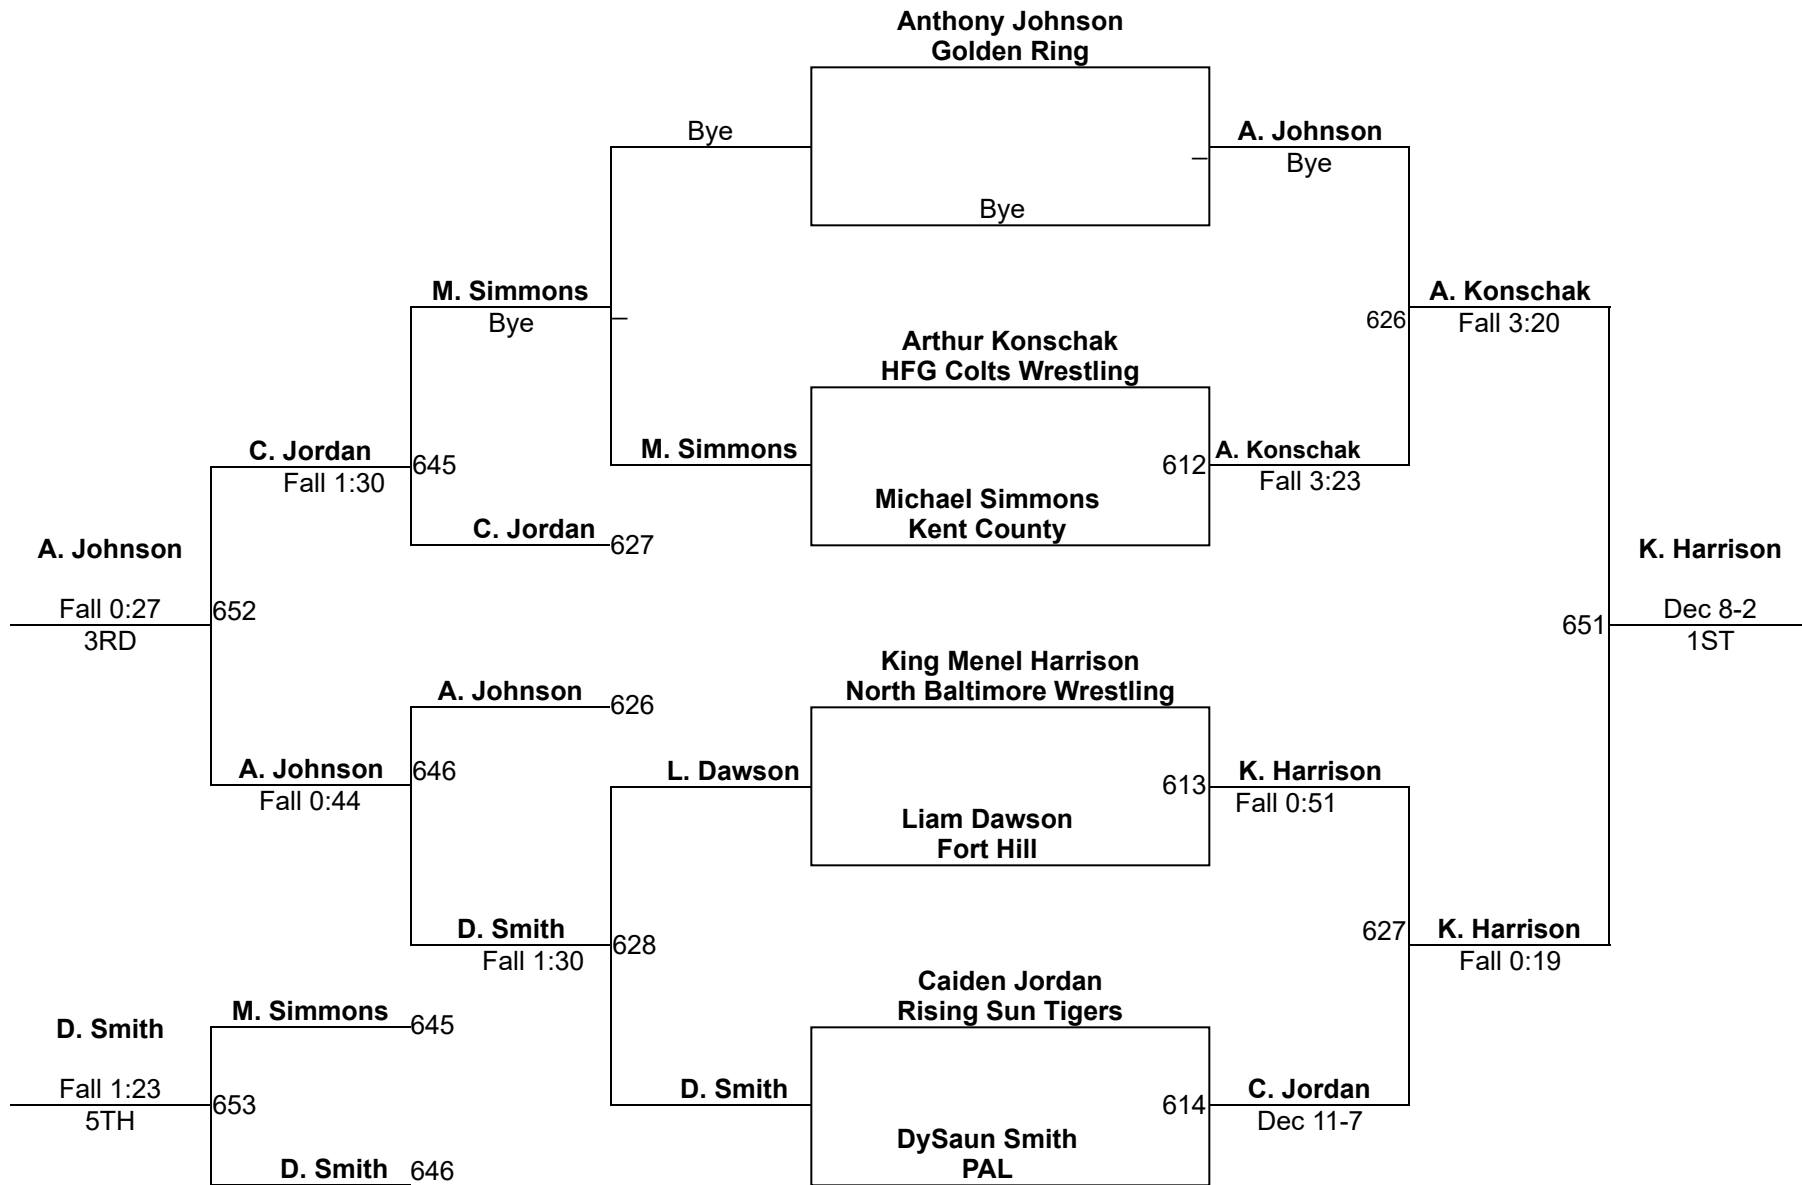 Anthony Johnson
Golden Ring
Bye
A. Johnson
Bye
Bye
M. Simmons
Bye
A. Konschak
Fall 3:20
626
Arthur Konschak
HFG Colts Wrestling
C. Jordan
Fall 1:30
645
M. Simmons
612
A. Konschak
Fall 3:23
Michael Simmons
Kent County
C. Jordan
627
A. Johnson
Fall 0:27
3RD
652
K. Harrison
Dec 8-2
1ST
651
King Menel Harrison
North Baltimore Wrestling
A. Johnson
626
A. Johnson
Fall 0:44
646
L. Dawson
613
K. Harrison
Fall 0:51
Liam Dawson
Fort Hill
D. Smith
Fall 1:30
628
627
K. Harrison
Fall 0:19
Caiden Jordan
Rising Sun Tigers
M. Simmons
645
D. Smith
Fall 1:23
5TH
653
D. Smith
614
C. Jordan
Dec 11-7
DySaun Smith
PAL
D. Smith
646